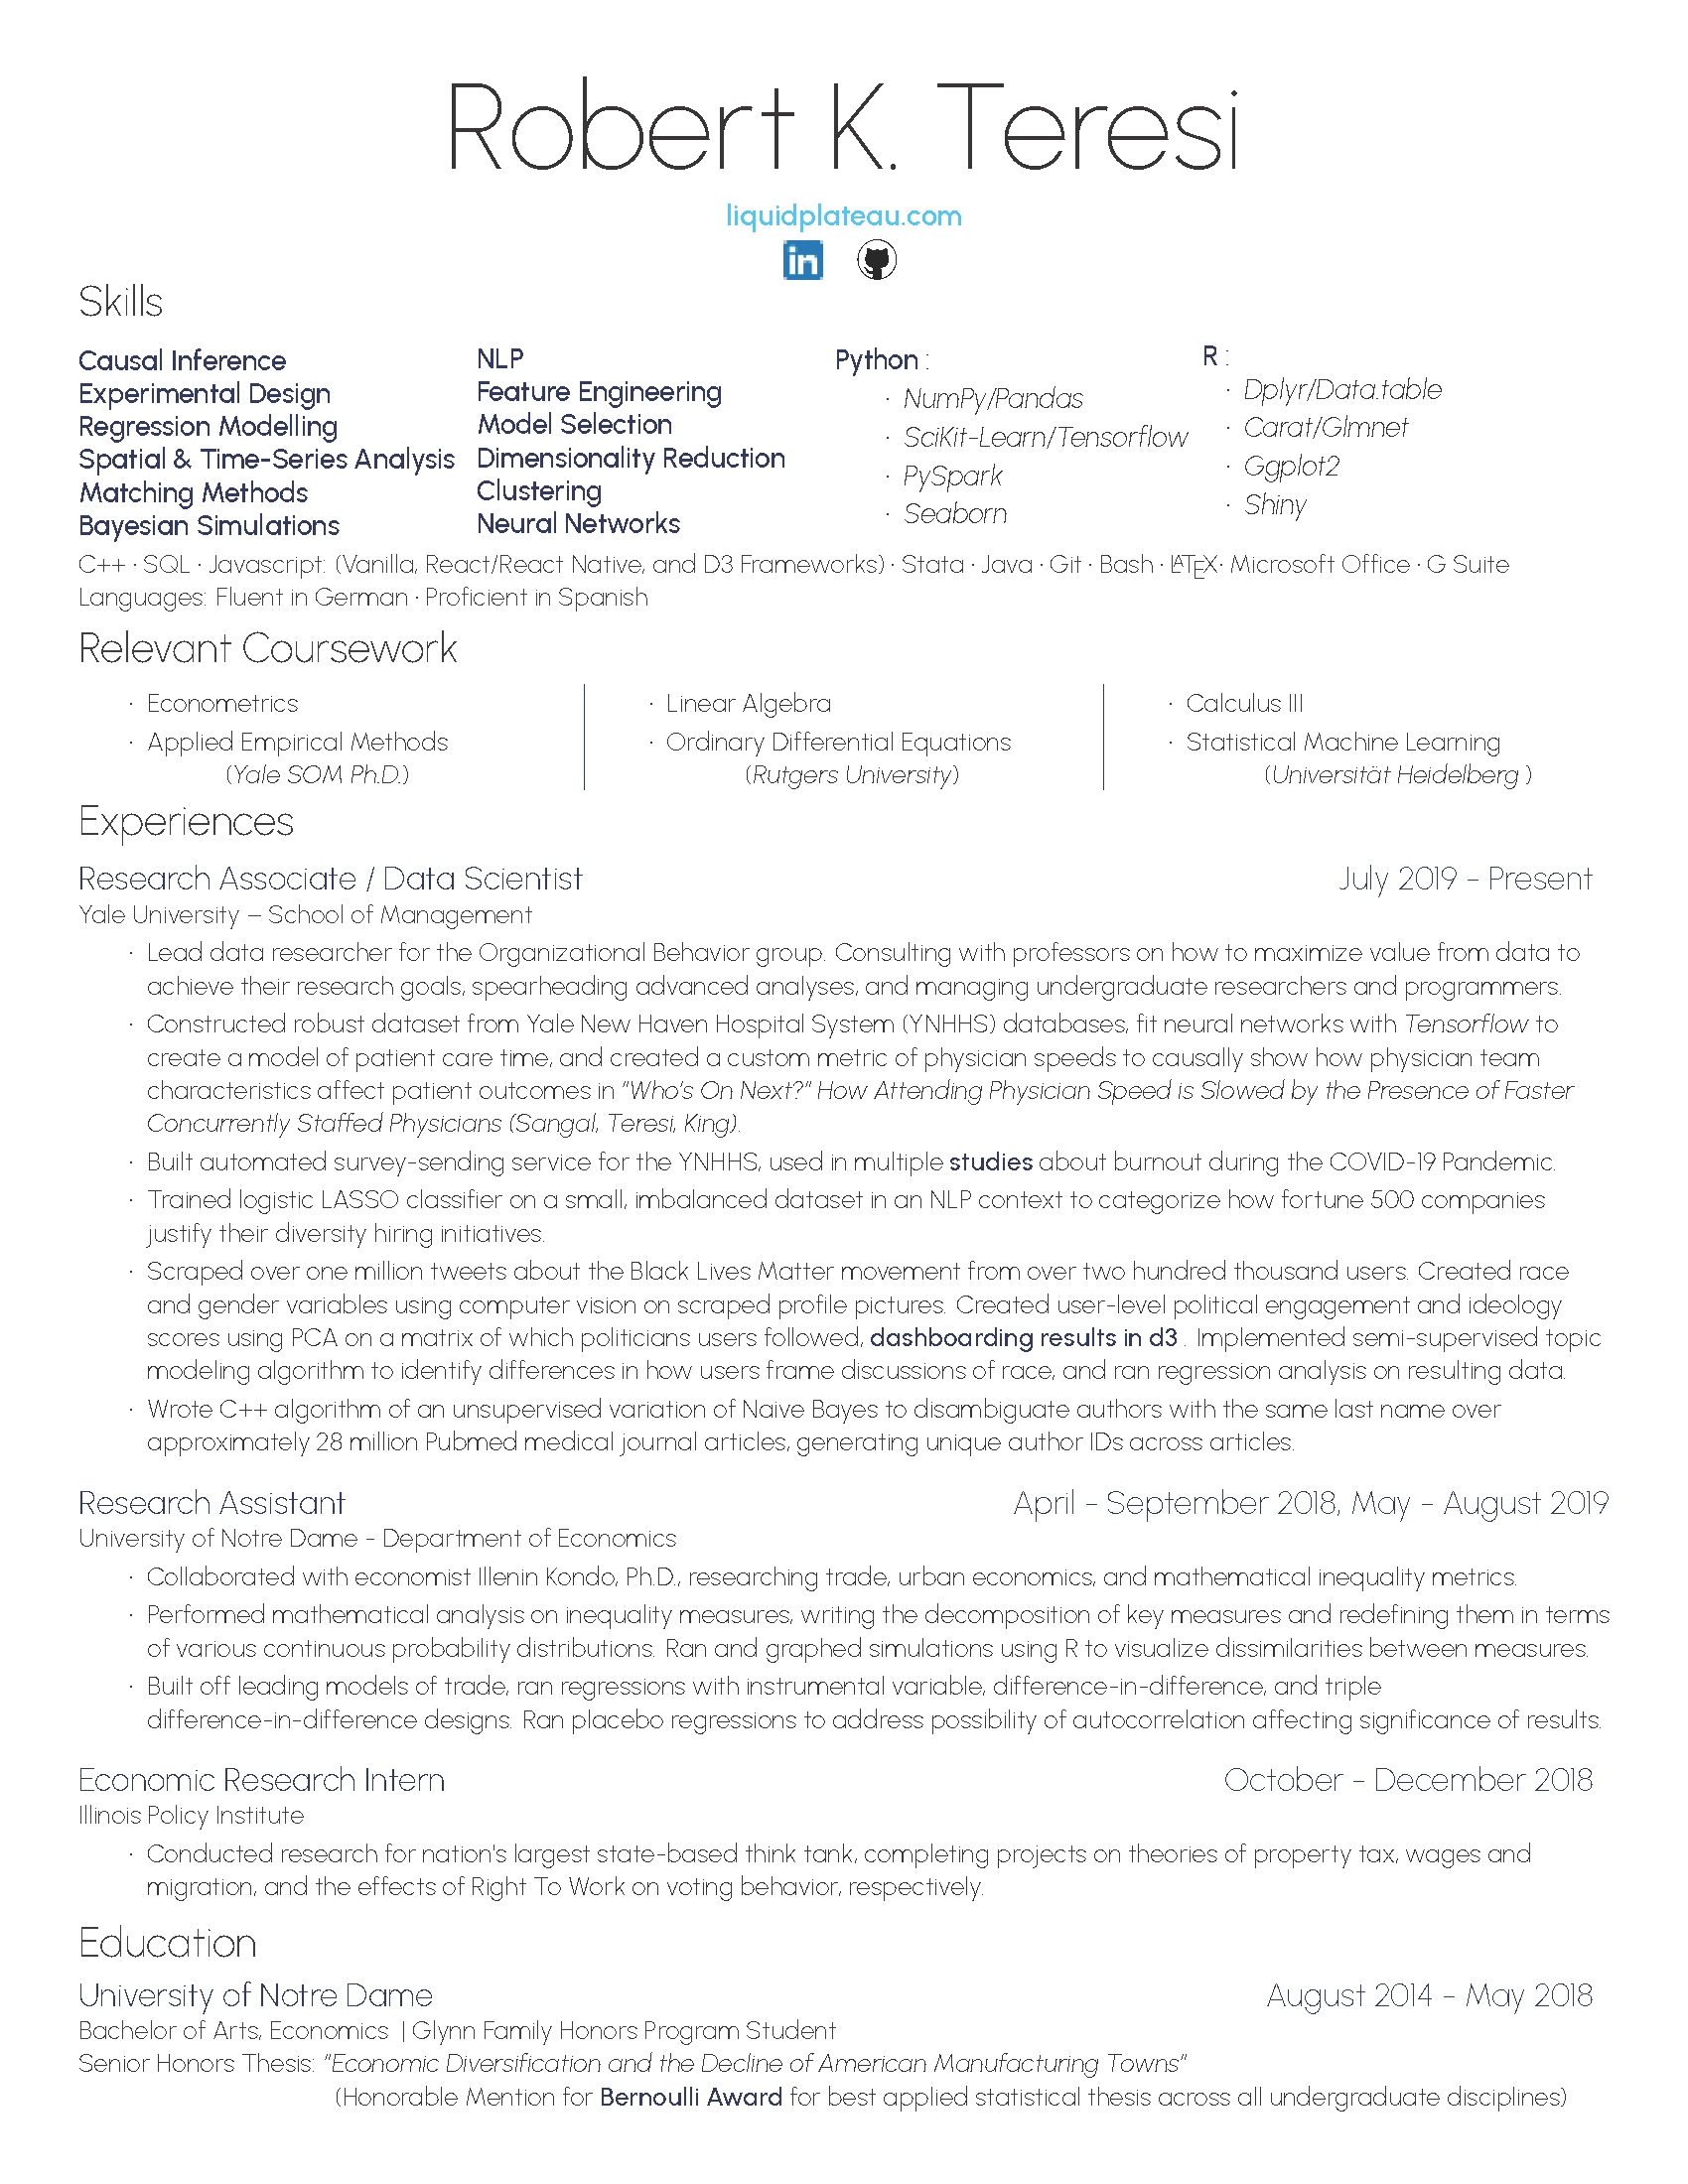 Robert K. Teresi
liquidplateau.com
in
Skills
Causal Inference
Experimental Design
Regression Modelling
Spatial & Time-Series Analysis
Matching Methods
Bayesian Simulations
NLP
Feature Engineering
Model Selection
Dimensionality Reduction
Clustering
Neural Networks
Python :
· NumPy/Pandas
· SciKit-Learn/Tensorflow
· PySpark
· Seaborn
R :
· Dplyr/Data.table
· Carat/Glmnet
· Ggplot2
· Shiny
C++ · SQL · Javascript: (Vanilla, React/React Native, and D3 Frameworks) · Stata · Java · Git · Bash · LATEX· Microsoft Office · G Suite
Languages: Fluent in German · Proficient in Spanish
Relevant Coursework
· Econometrics
· Applied Empirical Methods
(Yale SOM Ph.D.)
· Linear Algebra
· Ordinary Differential Equations
(Rutgers University)
· Calculus III
· Statistical Machine Learning
(Universität Heidelberg )
Experiences
Research Associate / Data Scientist July 2019 - Present
Yale University – School of Management
· Lead data researcher for the Organizational Behavior group. Consulting with professors on how to maximize value from data to
achieve their research goals, spearheading advanced analyses, and managing undergraduate researchers and programmers.
· Constructed robust dataset from Yale New Haven Hospital System (YNHHS) databases, fit neural networks with Tensorflow to
create a model of patient care time, and created a custom metric of physician speeds to causally show how physician team
characteristics affect patient outcomes in "Who's On Next?" How Attending Physician Speed is Slowed by the Presence of Faster
Concurrently Staffed Physicians (Sangal, Teresi, King).
· Built automated survey-sending service for the YNHHS, used in multiple studies about burnout during the COVID-19 Pandemic.
· Trained logistic LASSO classifier on a small, imbalanced dataset in an NLP context to categorize how fortune 500 companies
justify their diversity hiring initiatives.
· Scraped over one million tweets about the Black Lives Matter movement from over two hundred thousand users. Created race
and gender variables using computer vision on scraped profile pictures. Created user-level political engagement and ideology
scores using PCA on a matrix of which politicians users followed, dashboarding results in d3 . Implemented semi-supervised topic
modeling algorithm to identify differences in how users frame discussions of race, and ran regression analysis on resulting data.
· Wrote C++ algorithm of an unsupervised variation of Naive Bayes to disambiguate authors with the same last name over
approximately 28 million Pubmed medical journal articles, generating unique author IDs across articles.
Research Assistant April - September 2018, May - August 2019
University of Notre Dame - Department of Economics
· Collaborated with economist Illenin Kondo, Ph.D., researching trade, urban economics, and mathematical inequality metrics.
· Performed mathematical analysis on inequality measures, writing the decomposition of key measures and redefining them in terms
of various continuous probability distributions. Ran and graphed simulations using R to visualize dissimilarities between measures.
· Built off leading models of trade, ran regressions with instrumental variable, difference-in-difference, and triple
difference-in-difference designs. Ran placebo regressions to address possibility of autocorrelation affecting significance of results.
Economic Research Intern October - December 2018
Illinois Policy Institute
· Conducted research for nation's largest state-based think tank, completing projects on theories of property tax, wages and
migration, and the effects of Right To Work on voting behavior, respectively.
Education
University of Notre Dame August 2014 - May 2018
Bachelor of Arts, Economics | Glynn Family Honors Program Student
Senior Honors Thesis: "Economic Diversification and the Decline of American Manufacturing Towns"
(Honorable Mention for Bernoulli Award for best applied statistical thesis across all undergraduate disciplines)